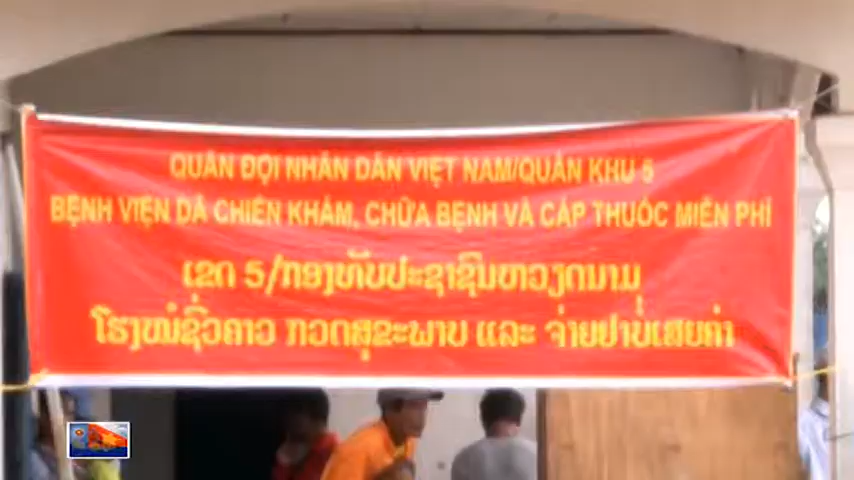 QUÂN ĐỘI NHÂN DÂN VIỆT NAM/QUÂN KHU 5
BỆNH VIỆN DÃ CHIẾN KHÁM, CHỮA BỆNH VÀ CẤP THUỐC MIỄN PHÍ
ເຂດ 5/ກອງທັບປະຊາຊົນຫວຽດນາມ
ໂຮງໝໍຊົ່ວຄາວ ກວດສຸຂະພາບ ແລະ ຈ່າຍຢາບໍ່ເສຍຄ່າ